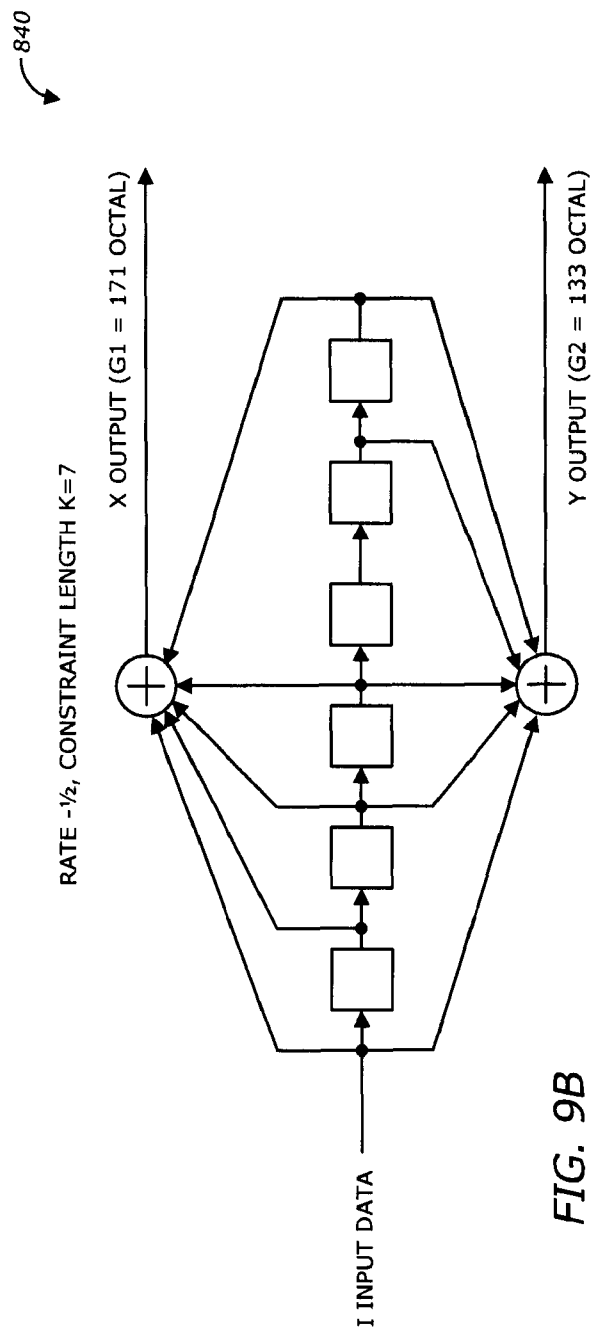 840
RATE -½, CONSTRAINT LENGTH K=7
X OUTPUT (G1 = 171 OCTAL)
I INPUT DATA
Y OUTPUT (G2 = 133 OCTAL)
FIG. 9B